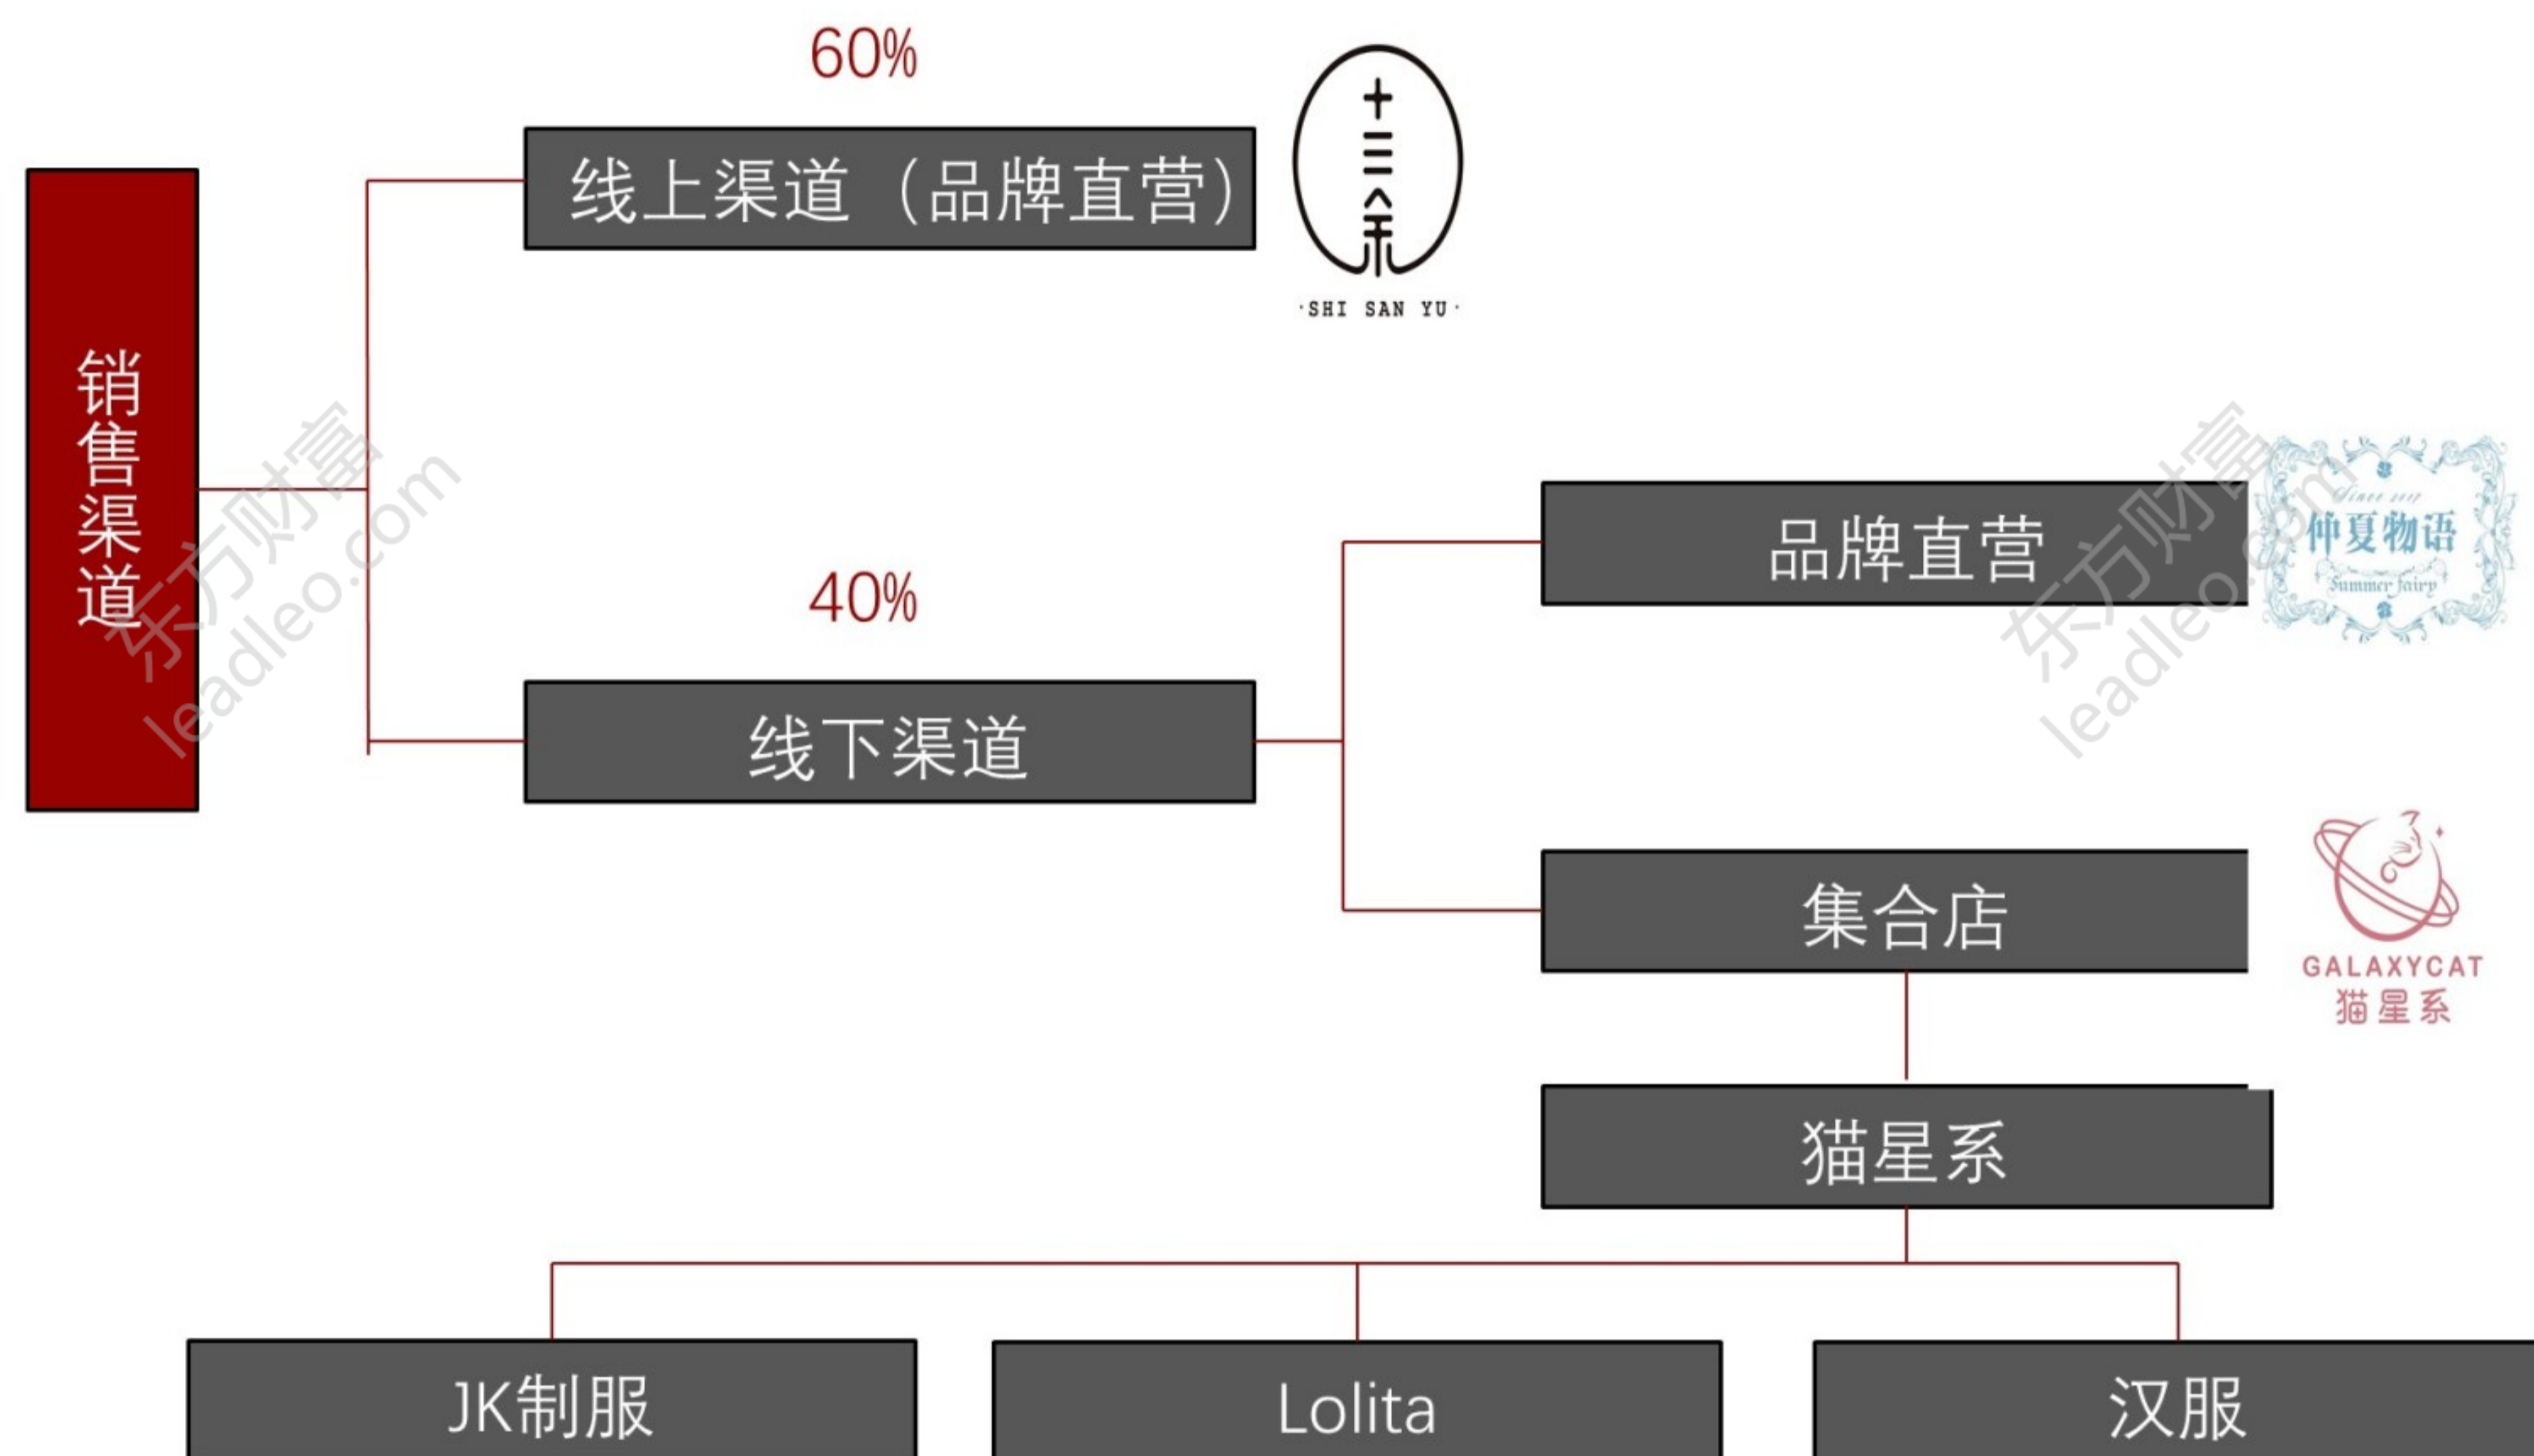 60%
线上渠道（品牌直营）
十三余
·SHI SAN YU·
销售渠道
东方财富
leadleo.com
品牌直营
Since 2017
仲夏物语
Summer fairy
东方财富
leadleo.com
40%
线下渠道
集合店
GALAXYCAT
猫星系
猫星系
JK制服
Lolita
汉服